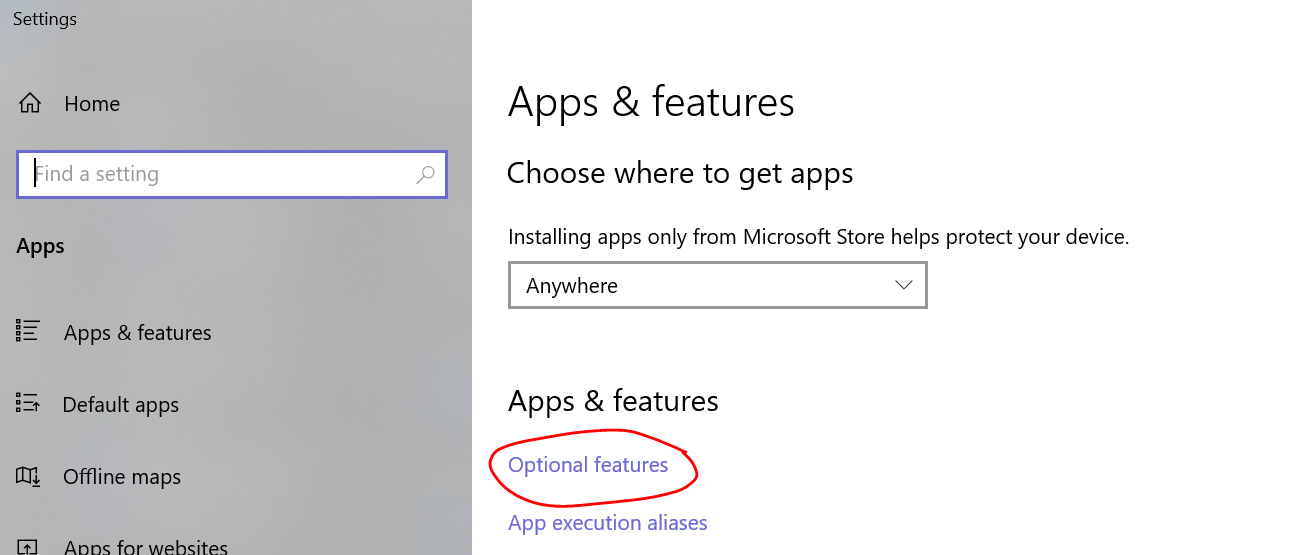 Settings
Home
Find a setting
Apps
Apps & features
Default apps
Offline maps
Apps for websites
Apps & features
Choose where to get apps
Installing apps only from Microsoft Store helps protect your device.
Anywhere
Apps & features
Optional features
App execution aliases